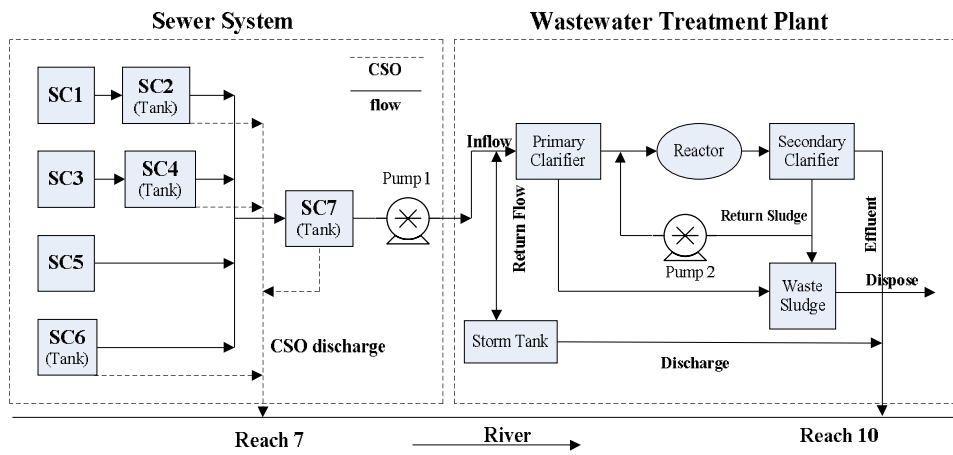 Sewer System
Wastewater Treatment Plant
CSO
flow
SC1
SC2
(Tank)
SC3
SC4
(Tank)
SC5
SC6
(Tank)
SC7
(Tank)
Pump 1
CSO discharge
Inflow
Primary
Clarifier
Reactor
Secondary
Clarifier
Return Flow
Return Sludge
Pump 2
Effluent
Waste
Sludge
Dispose
Storm Tank
Discharge
Reach 7
River
Reach 10